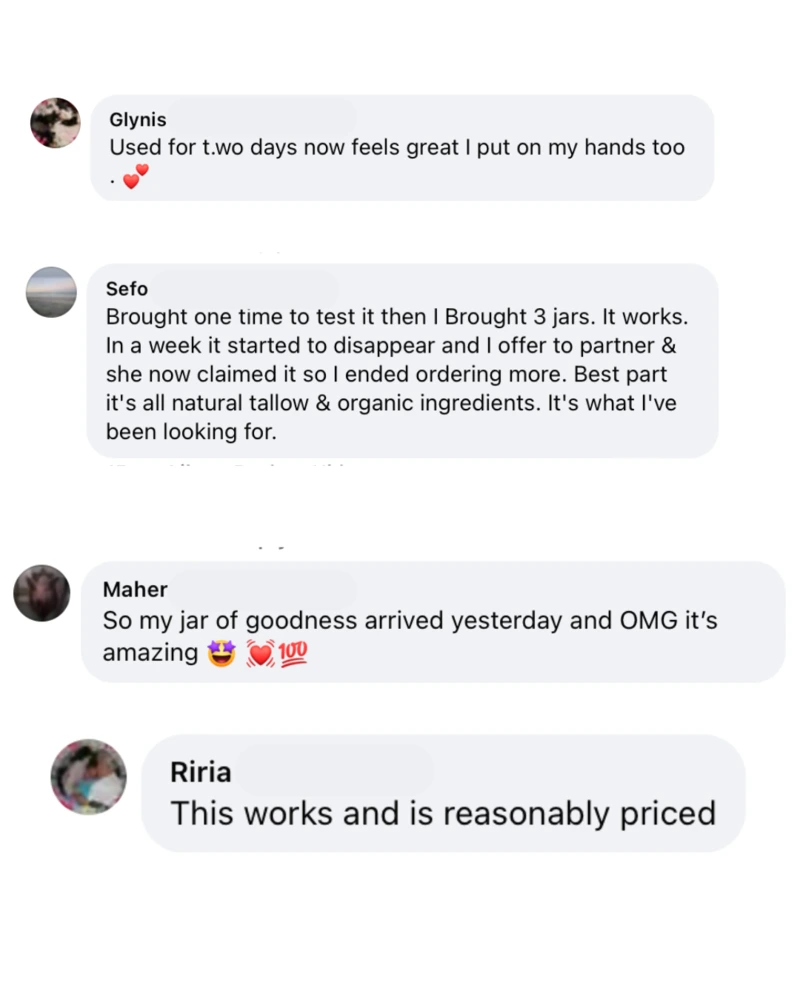 Glynis
Used for t.wo days now feels great I put on my hands too
. 💕
Sefo
Brought one time to test it then I Brought 3 jars. It works.
In a week it started to disappear and I offer to partner &
she now claimed it so I ended ordering more. Best part
it's all natural tallow & organic ingredients. It's what I've
been looking for.
Maher
So my jar of goodness arrived yesterday and OMG it’s
amazing 🤩 💓 💯
Riria
This works and is reasonably priced